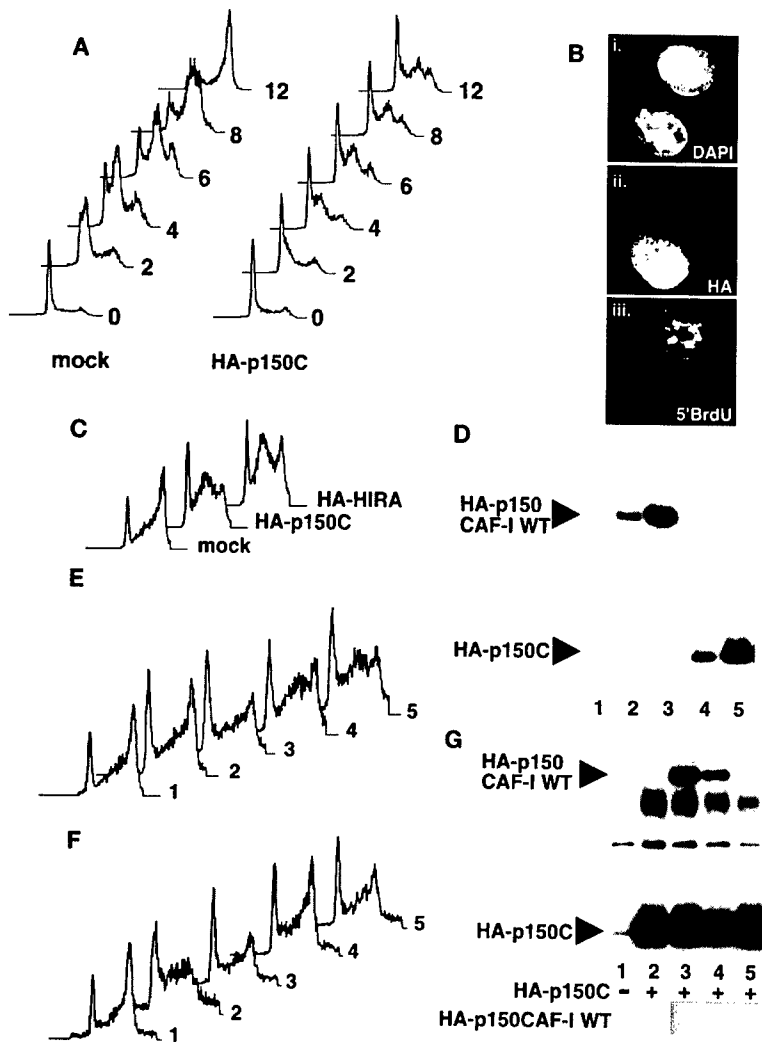 A
12
8
6
4
2
0
mock
12
8
6
4
2
0
HA-p150C
B
i.
DAPI
ii.
HA
iii.
5'BrdU
C
HA-HIRA
HA-p150C
mock
D
HA-p150
CAF-I WT
HA-p150C
1 2 3 4 5
E
1
2
3
4
5
F
1
2
3
4
5
G
HA-p150
CAF-I WT
HA-p150C
1 2 3 4 5
HA-p150C - + + + +
HA-p150CAF-I WT